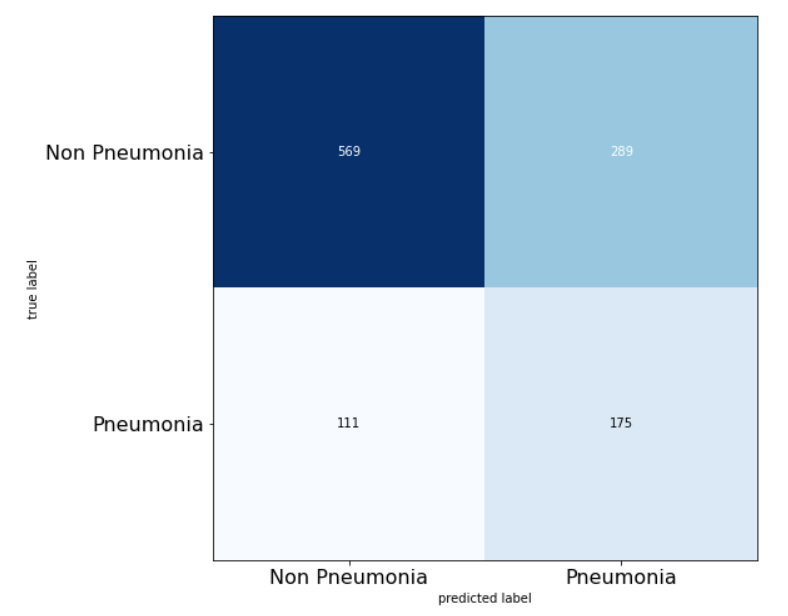 569
289
Non Pneumonia
true label
111
175
Pneumonia
Non Pneumonia
Pneumonia
predicted label